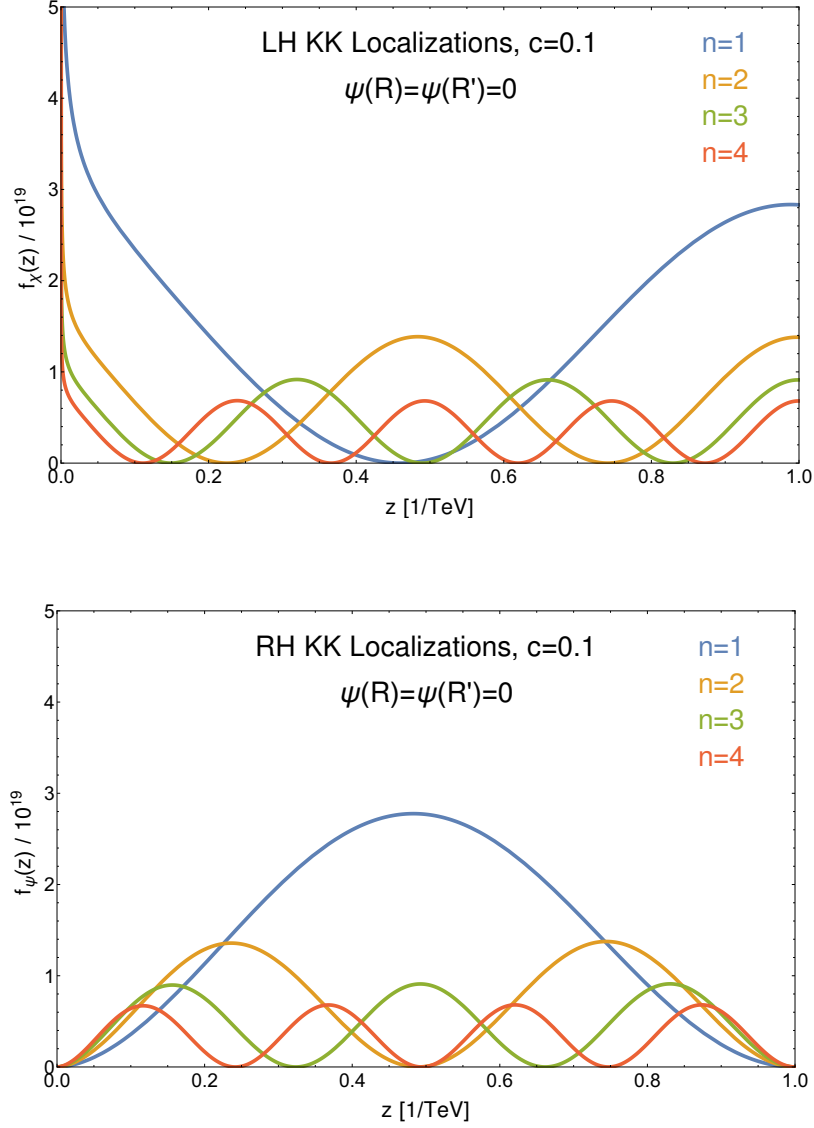 LH KK Localizations, c=0.1
ψ(R)=ψ(R')=0
n=1
n=2
n=3
n=4
5
4
3
2
1
0
fχ(z) / 10^19
0.0
0.2
0.4
0.6
0.8
1.0
z [1/TeV]
RH KK Localizations, c=0.1
ψ(R)=ψ(R')=0
n=1
n=2
n=3
n=4
5
4
3
2
1
0
fψ(z) / 10^19
0.0
0.2
0.4
0.6
0.8
1.0
z [1/TeV]